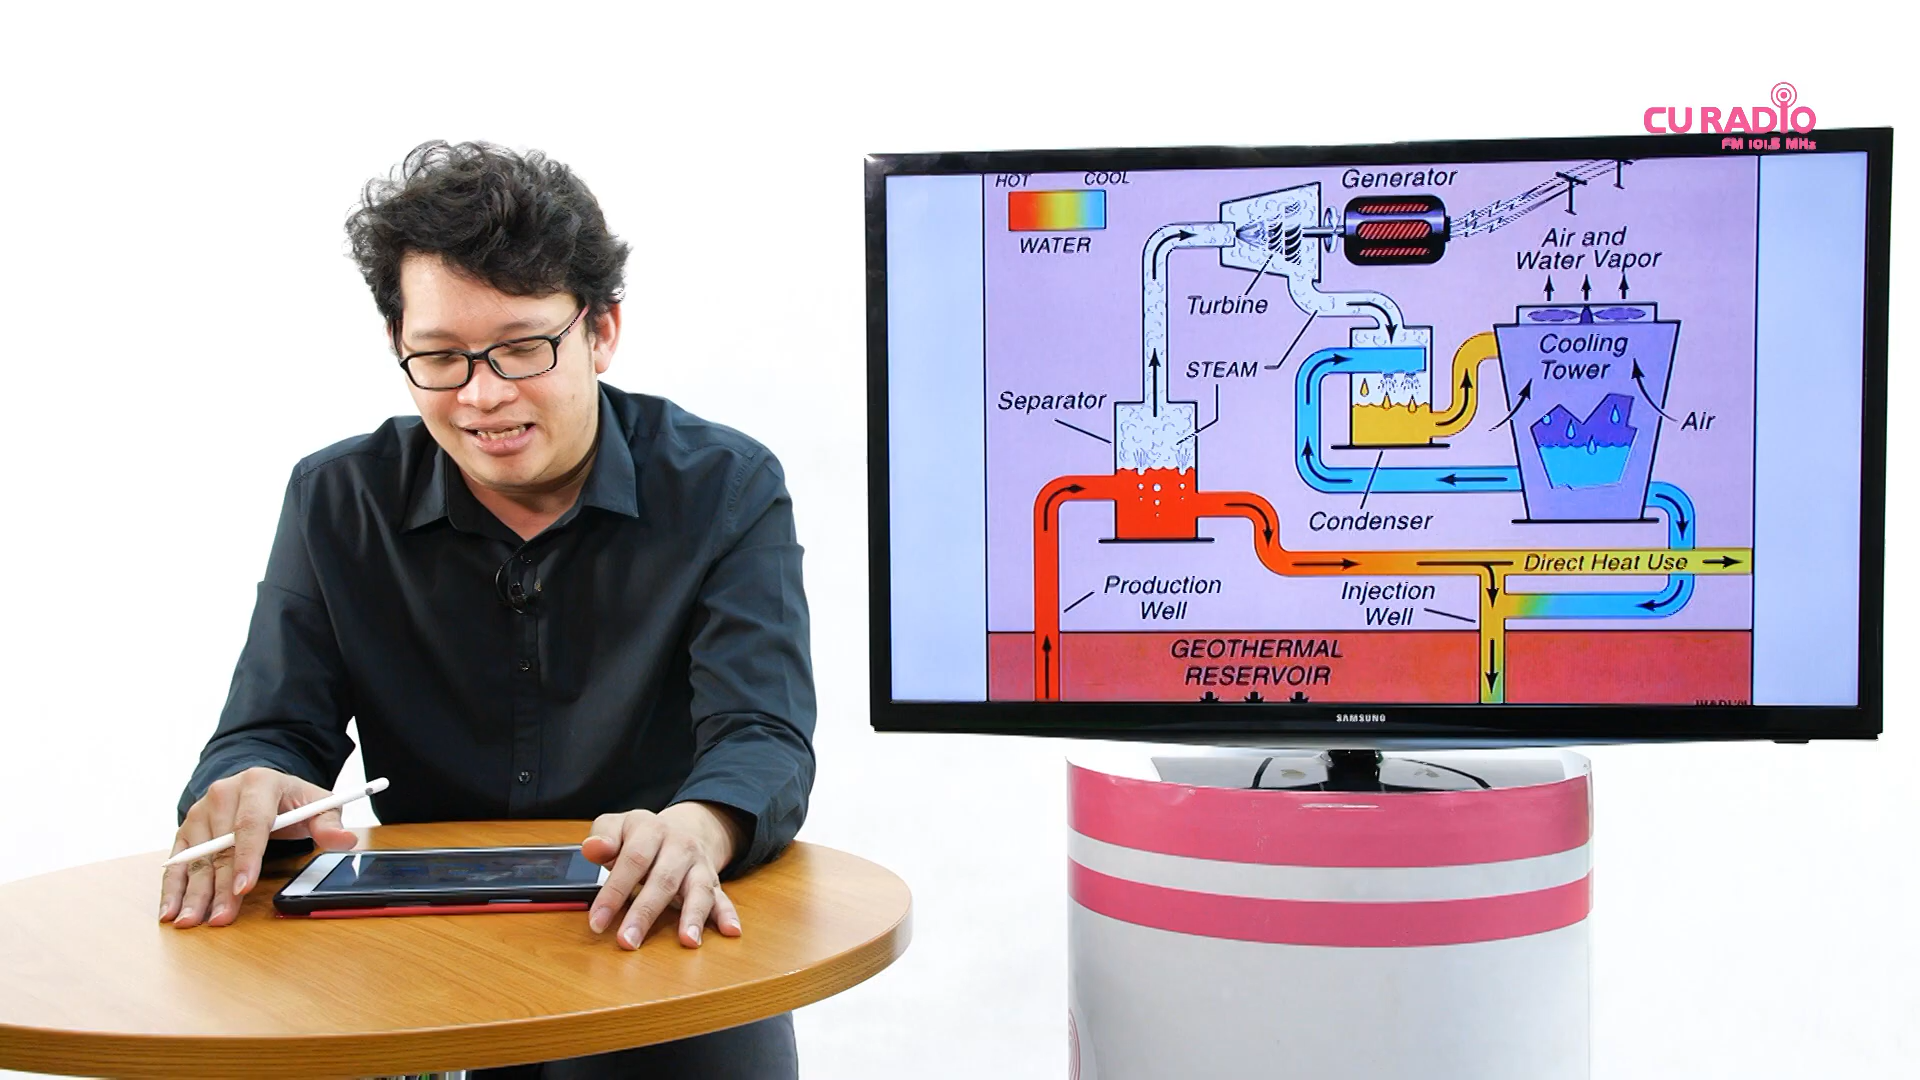 CU RADIO
FM 101.5 MHz
HOT COOL
WATER
Generator
Air and
Water Vapor
Turbine
Cooling
Tower
STEAM
Separator
Air
Condenser
Direct Heat Use
Production
Well
Injection
Well
GEOTHERMAL
RESERVOIR
SAMSUNG